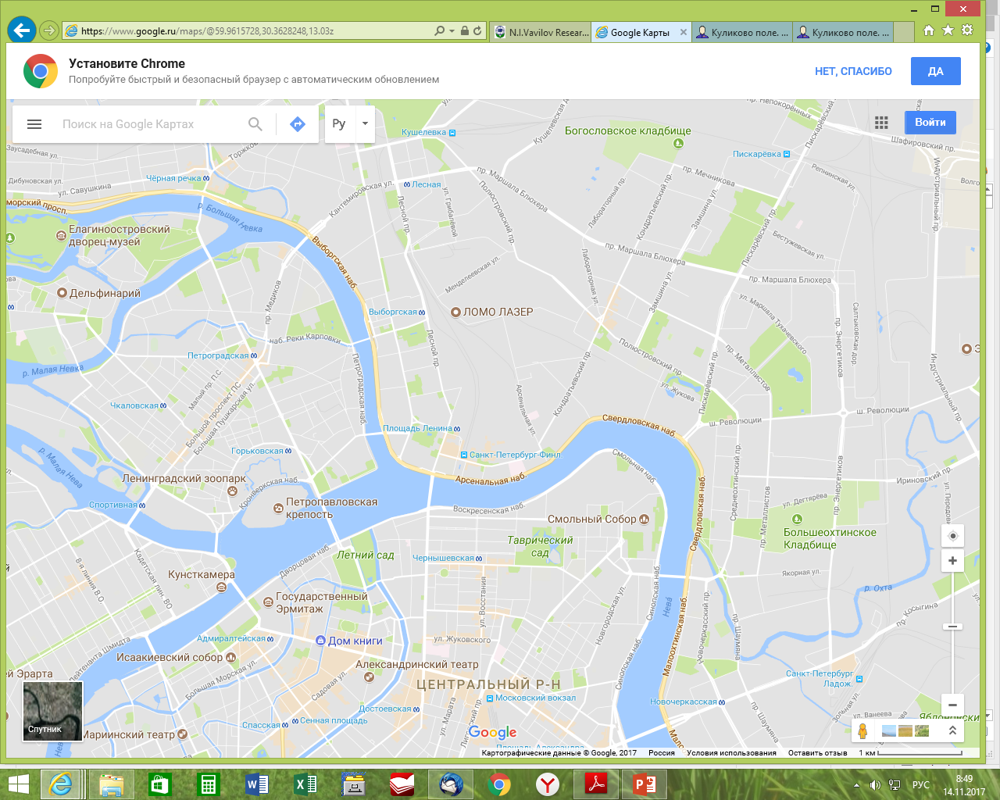 https://www.google.ru/maps/@59.9615728,30.3628248,13.03z
N.I.Vavilov Resear...
Google Карты
Куликово поле. ...
Куликово поле. ...
Установите Chrome
Попробуйте быстрый и безопасный браузер с автоматическим обновлением
НЕТ, СПАСИБО
ДА
Поиск на Google Картах
Ру
Войти
Кушелевка
Богословское кладбище
пр. Непокорённых
Пискарёвский пр.
Шафировский пр.
Пискарёвка
Заусадебная ул.
Дибуновская ул.
ул. Савушкина
Чёрная речка
Кантемировская ул.
Лесная
Лесной пр.
ул. Грибалёвой
пр. Маршала Блюхера
Полюстровский пр.
Лабораторный пр.
Кондратьевский пр.
Замшина ул.
пр. Мечникова
Репнинская ул.
Индустриальный пр.
р. Большая Невка
Елагиноостровский
дворец-музей
Выборгская наб.
Менделеевская ул.
Лабораторная ул.
пр. Маршала Блюхера
Замшина ул.
Пискарёвский пр.
Бестужевская ул.
пр. Маршала Блюхера
Дельфинарий
пр. Медиков
Выборгская
ЛОМО ЛАЗЕР
ул. Маршала Тухачевского
пр. Энергетиков
Салтыковская дор.
наб. Реки Карповки
Лесной пр.
Петроградская
р. Малая Невка
Малый пр. П.С.
Большой проспект ПС
Большая Пушкарская ул.
Петроградская наб.
Полюстровский пр.
ул. Жукова
Пискарёвский пр.
пр. Металлистов
Индустриальный пр.
Чкаловская
Арсенальная ул.
Кондратьевский пр.
ш. Революции
ш. Революции
Площадь Ленина
Свердловская наб.
Горьковская
Санкт-Петербург-Финл.
Смольная наб.
р. Малая Нева
Ленинградский зоопарк
Кронверкская наб.
Арсенальная наб.
Среднеохтинский пр.
пр. Энергетиков
Ириновский пр.
Спортивная
Петропавловская
крепость
Воскресенская наб.
Смольный Собор
Свердловская наб.
пр. Металлистов
ул. Дегтярёва
ул. Передовиков
Большеохтинское
Кладбище
Таврический
сад
Летний сад
Чернышевская
8-я линия В О
Кадетская лин. ВО
Дворцовая наб.
Кунсткамера
Якорная ул.
р. Охта
Государственный
Эрмитаж
ул. Восстания
Новгородская ул.
Синопская наб.
Нева
Малоохтинская наб.
Новочеркасский пр.
пр. Шаумяна
пр. Косыгина
Адмиралтейская
Дом книги
ул. Жуковского
Лейтенанта Шмидта
Исаакиевский собор
Александринский театр
Большая Морская ул.
Садовая ул.
Синопская наб.
Санкт-Петербург
Ладож.
ЦЕНТРАЛЬНЫЙ Р-Н
Московский вокзал
Новочеркасская
Достоевская
Сенная площадь
Спасская
ул. Марата
пр. Шаумяна
ул. Ванеева
Спутник
Мариинский театр
Google
Картографические данные © Google, 2017
Россия
Условия использования
Оставить отзыв
1 км
РУС
8:49
14.11.2017